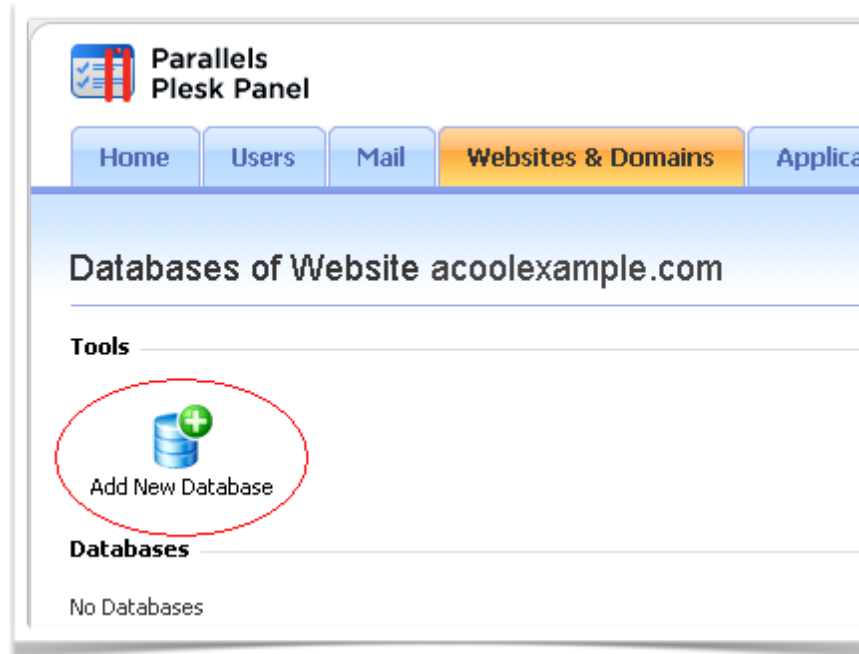 Parallels
Plesk Panel
Home Users Mail Websites & Domains
Databases of Website acoolexample.com
Tools
Add New Database
Databases
No Databases